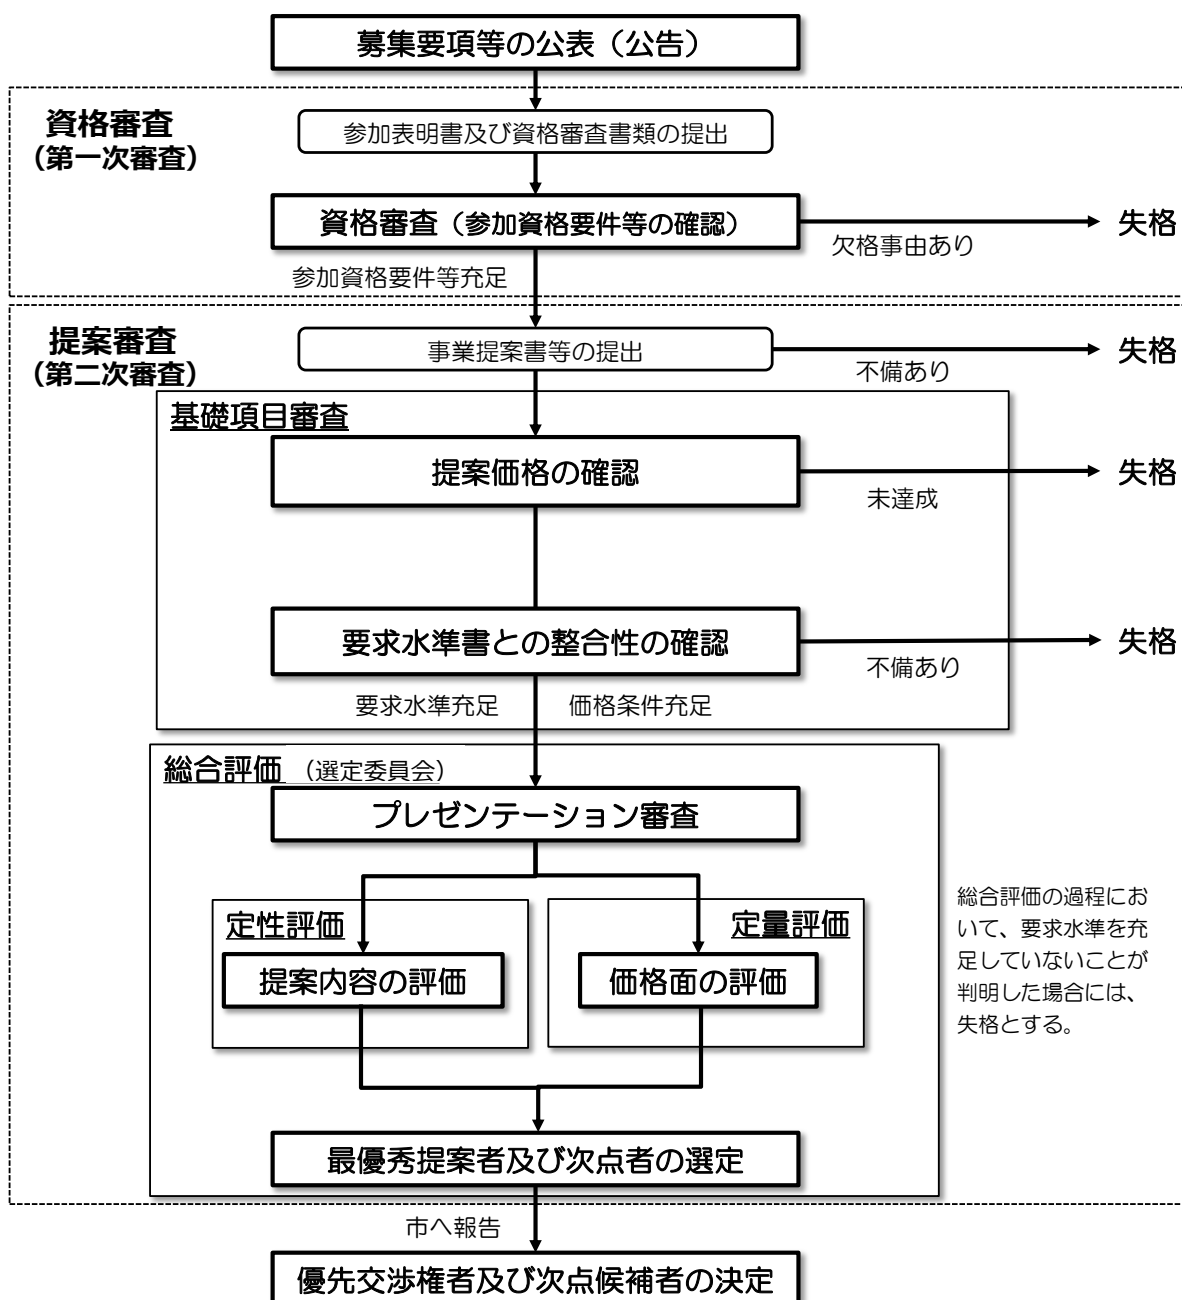 募集要項等の公表（公告）
資格審査
（第一次審査）
参加表明書及び資格審査書類の提出
資格審査（参加資格要件等の確認）
失格
欠格事由あり
参加資格要件等充足
提案審査
（第二次審査）
事業提案書等の提出
失格
不備あり
基礎項目審査
提案価格の確認
失格
未達成
要求水準書との整合性の確認
失格
不備あり
要求水準充足
価格条件充足
総合評価（選定委員会）
プレゼンテーション審査
定性評価
提案内容の評価
定量評価
価格面の評価
総合評価の過程にお
いて、要求水準を充
足していないことが
判明した場合には、
失格とする。
最優秀提案者及び次点者の選定
市へ報告
優先交渉権者及び次点候補者の決定